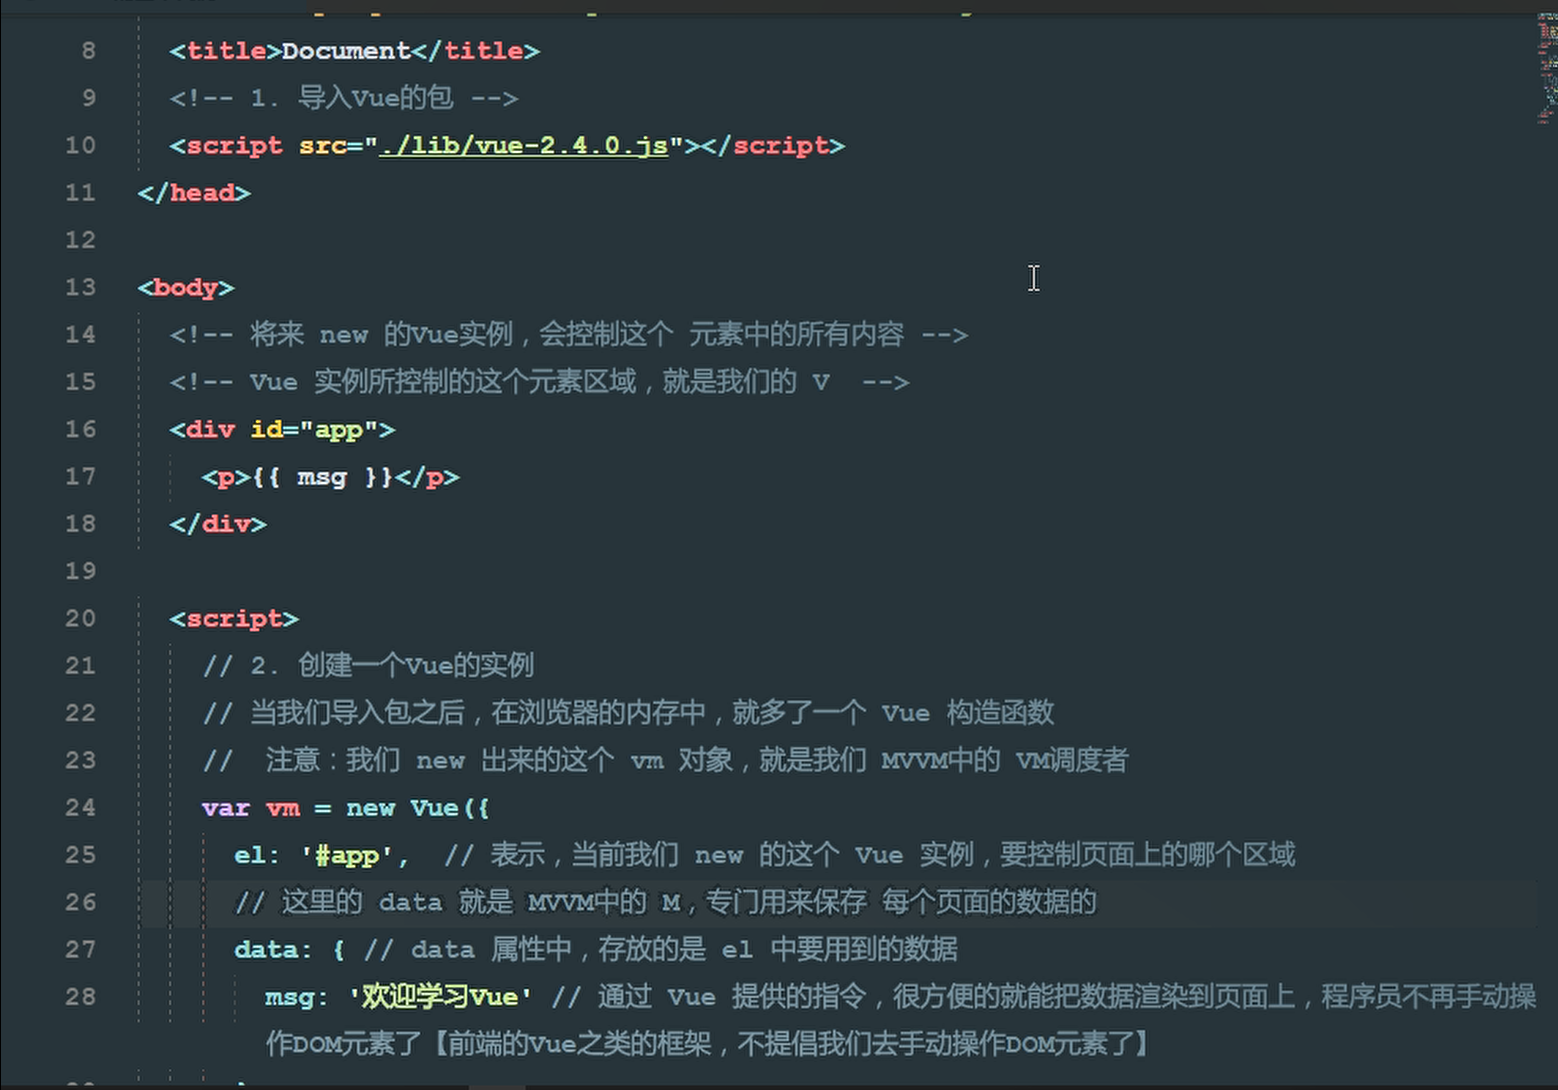 8 <title>Document</title>
9 <!-- 1. 导入Vue的包 -->
10 <script src="./lib/vue-2.4.0.js"></script>
11 </head>
12
13 <body>
14 <!-- 将来 new 的Vue实例，会控制这个 元素中的所有内容 -->
15 <!-- Vue 实例所控制的这个元素区域，就是我们的 V  -->
16 <div id="app">
17 <p>{{ msg }}</p>
18 </div>
19
20 <script>
21 // 2. 创建一个Vue的实例
22 // 当我们导入包之后，在浏览器的内存中，就多了一个 Vue 构造函数
23 //  注意：我们 new 出来的这个 vm 对象，就是我们 MVVM中的 VM调度者
24 var vm = new Vue({
25 el: '#app',  // 表示，当前我们 new 的这个 Vue 实例，要控制页面上的哪个区域
26 // 这里的 data 就是 MVVM中的 M，专门用来保存 每个页面的数据的
27 data: { // data 属性中，存放的是 el 中要用到的数据
28 msg: '欢迎学习Vue' // 通过 Vue 提供的指令，很方便的就能把数据渲染到页面上，程序员不再手动操
作DOM元素了【前端的Vue之类的框架，不提倡我们去手动操作DOM元素了】